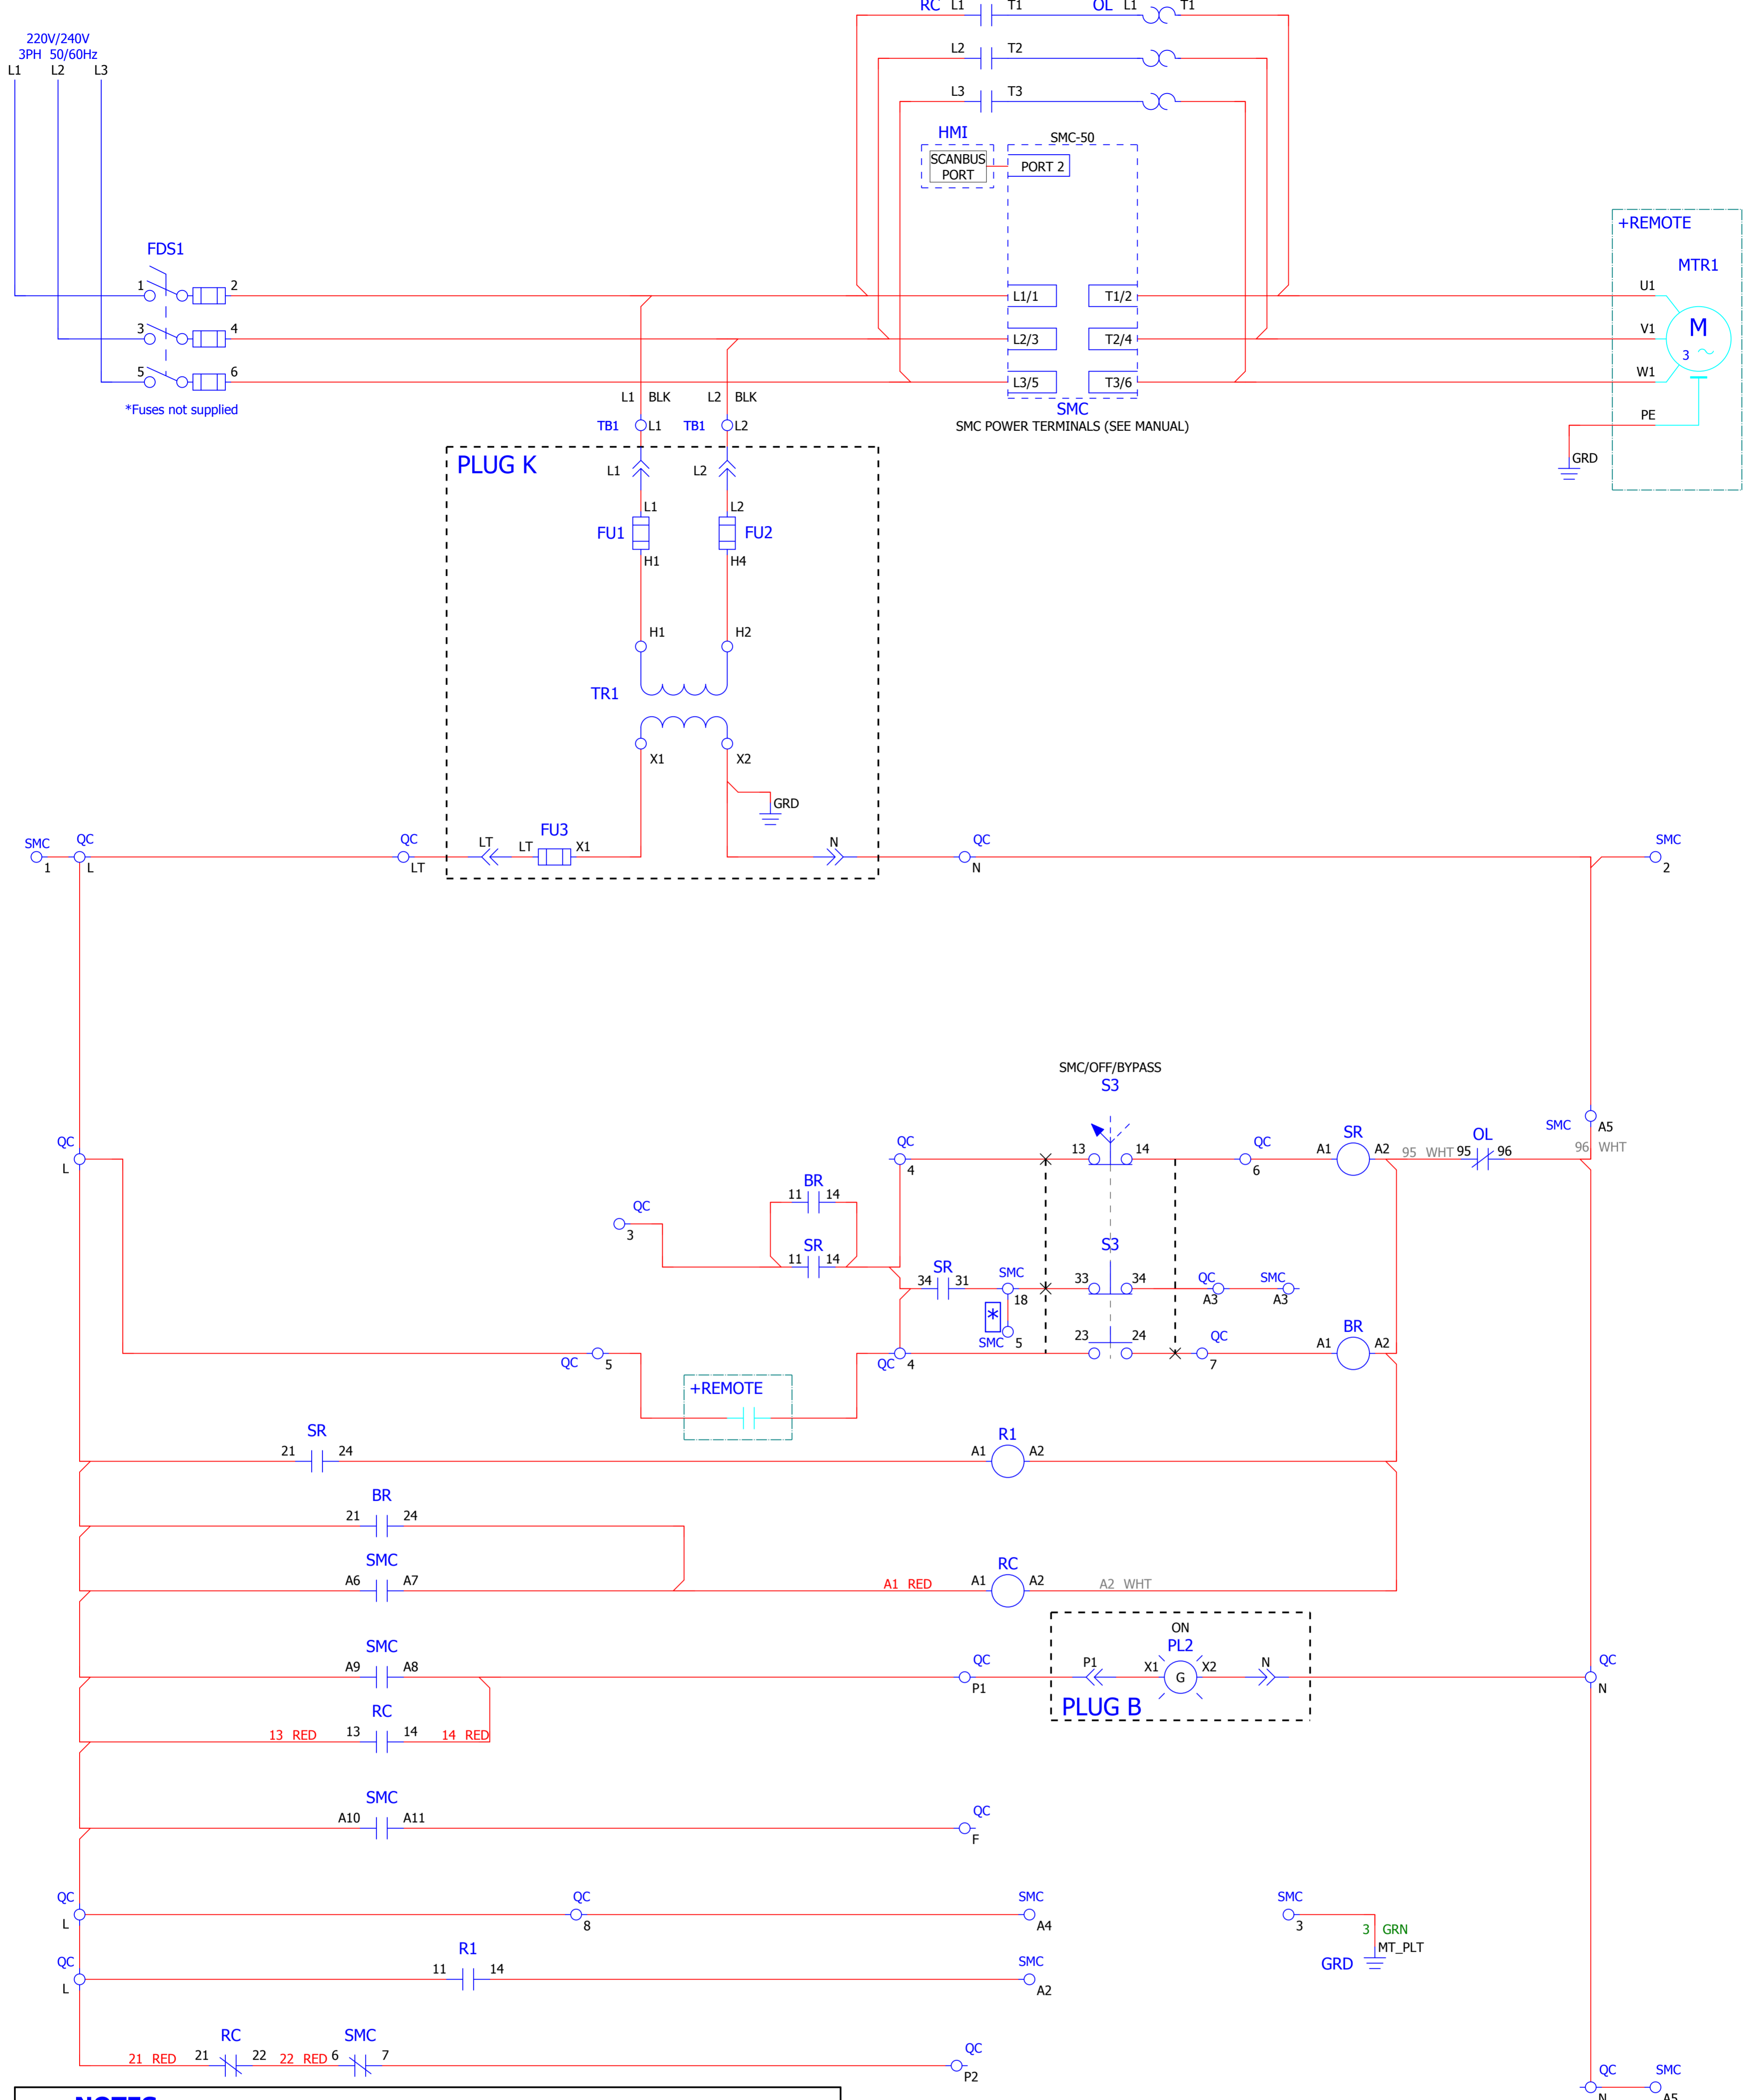 RC L1 T1 OL L1 T1
220V/240V
3PH 50/60Hz
L1 L2 L3
L2 T2
L3 T3
HMI
SMC-50
SCANBUS
PORT
PORT 2
+REMOTE
MTR1
FDS1
1 2
L1/1 T1/2
U1
3 4
L2/3 T2/4
V1
M
3
5 6
L3/5 T3/6
W1
*Fuses not supplied
L1 BLK L2 BLK
SMC
SMC POWER TERMINALS (SEE MANUAL)
PE
GRD
TB1 L1 TB1 L2
PLUG K
L1 L2
L1 L2
FU1 FU2
H1 H4
H1 H2
TR1
X1 X2
GRD
SMC QC QC
1 L LT
LT LT FU3 X1
N
QC
N
SMC
2
SMC/OFF/BYPASS
S3
SMC A5
QC
L
QC
4
13 14
QC
6
A1 SR A2
95 WHT 95 OL 96
96 WHT
BR
11 14
QC
3
SR
11 14
SR
34 31
SMC
18
S3
33 34
QC
A3
SMC
A3
*
SMC 5
23 24
QC
7
A1 BR A2
QC 5
QC 4
+REMOTE
SR
21 24
R1
A1 A2
BR
21 24
SMC
A6 A7
A1 RED
RC
A1 A2
A2 WHT
ON
PL2
SMC
A9 A8
QC
P1
P1 X1 G X2 N
PLUG B
QC
N
RC
13 RED 13 14 14 RED
SMC
A10 A11
QC
F
QC
L
QC
8
SMC
A4
SMC
3
3 GRN
MT_PLT
GRD
QC
L
R1
11 14
SMC
A2
RC SMC
21 RED 21 22 22 RED 6 7
QC
P2
QC SMC
N A5
NOTES